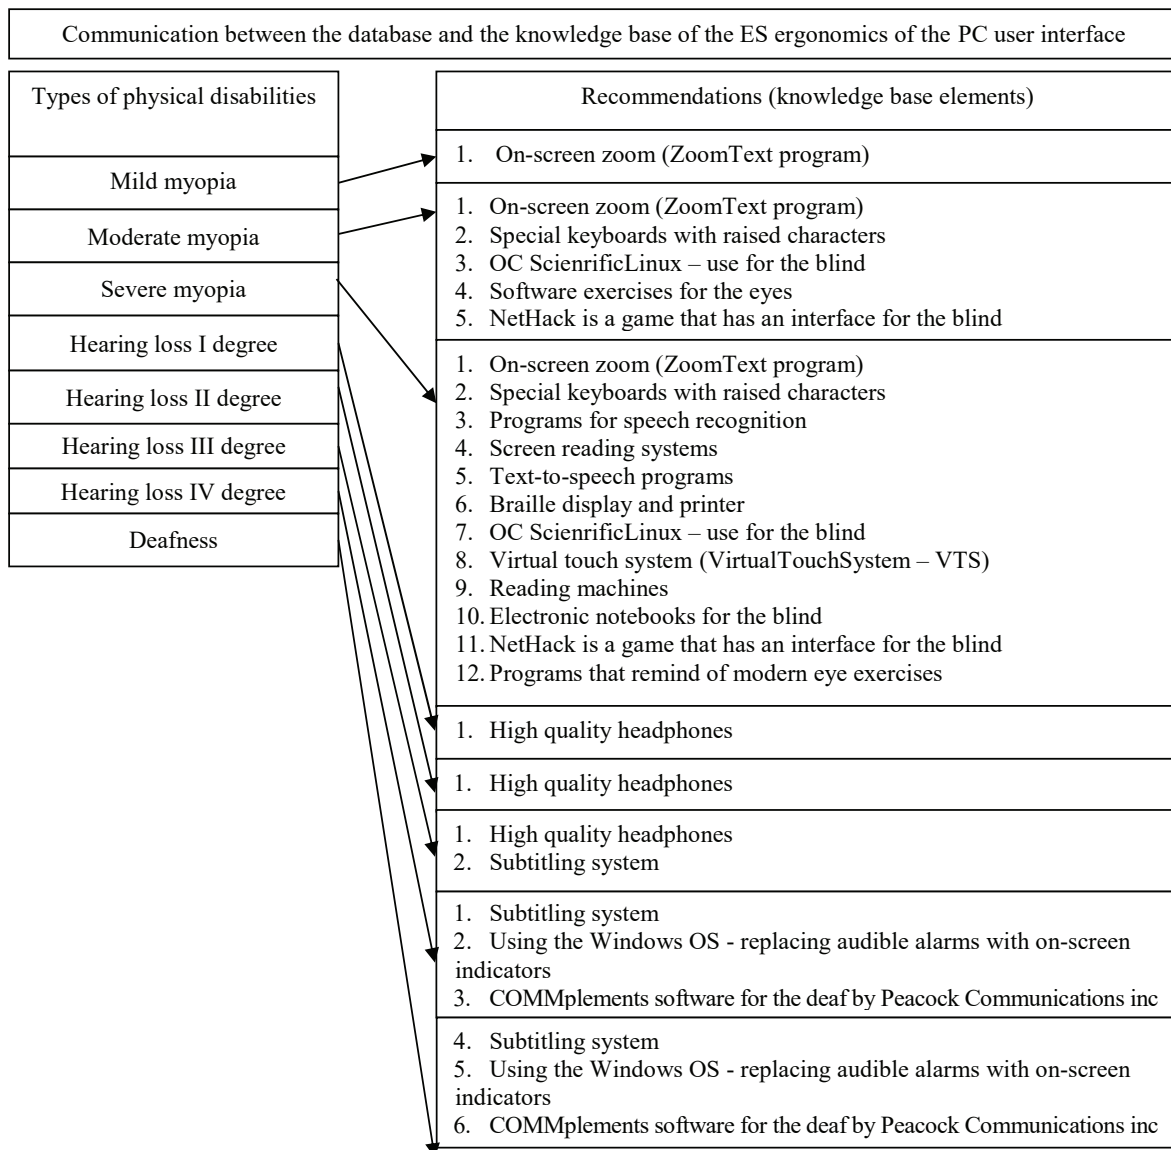 Communication between the database and the knowledge base of the ES ergonomics of the PC user interface
Types of physical disabilities
Mild myopia
Moderate myopia
Severe myopia
Hearing loss I degree
Hearing loss II degree
Hearing loss III degree
Hearing loss IV degree
Deafness
Recommendations (knowledge base elements)
1. On-screen zoom (ZoomText program)
1. On-screen zoom (ZoomText program)
2. Special keyboards with raised characters
3. OC ScienrificLinux – use for the blind
4. Software exercises for the eyes
5. NetHack is a game that has an interface for the blind
1. On-screen zoom (ZoomText program)
2. Special keyboards with raised characters
3. Programs for speech recognition
4. Screen reading systems
5. Text-to-speech programs
6. Braille display and printer
7. OC ScienrificLinux – use for the blind
8. Virtual touch system (VirtualTouchSystem – VTS)
9. Reading machines
10. Electronic notebooks for the blind
11. NetHack is a game that has an interface for the blind
12. Programs that remind of modern eye exercises
1. High quality headphones
1. High quality headphones
1. High quality headphones
2. Subtitling system
1. Subtitling system
2. Using the Windows OS - replacing audible alarms with on-screen
indicators
3. COMMplements software for the deaf by Peacock Communications inc
4. Subtitling system
5. Using the Windows OS - replacing audible alarms with on-screen
indicators
6. COMMplements software for the deaf by Peacock Communications inc